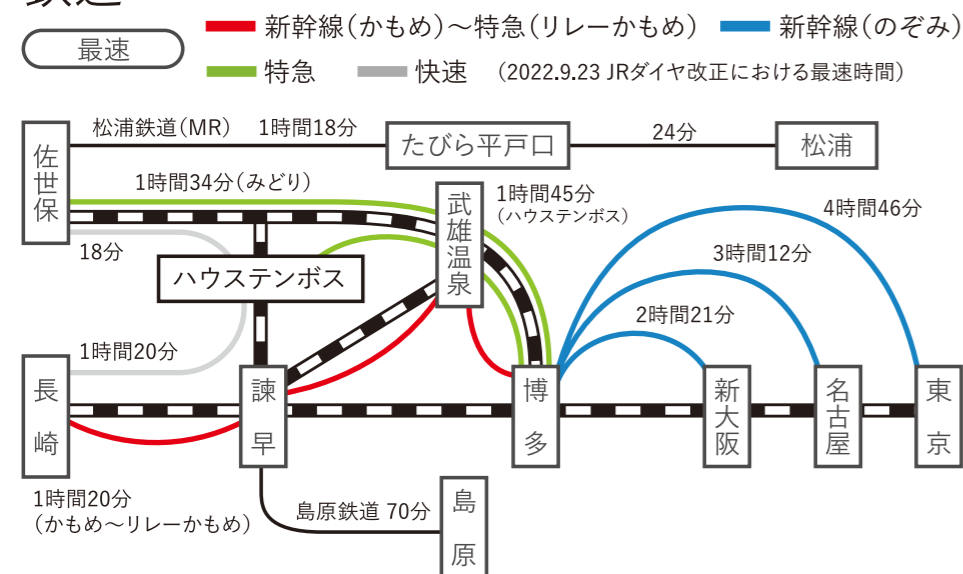 鉄道
新幹線(かもめ)〜特急(リレーかもめ)
新幹線(のぞみ)
最速
特急
快速
(2022.9.23 JRダイヤ改正における最速時間)
松浦鉄道(MR) 1時間18分
たびら平戸口
24分
松浦
佐世保
1時間34分(みどり)
武雄温泉
1時間45分
(ハウステンボス)
4時間46分
18分
3時間12分
ハウステンボス
2時間21分
1時間20分
長崎
諫早
博多
新大阪
名古屋
東京
1時間20分
(かもめ〜リレーかもめ)
島原鉄道 70分
島原